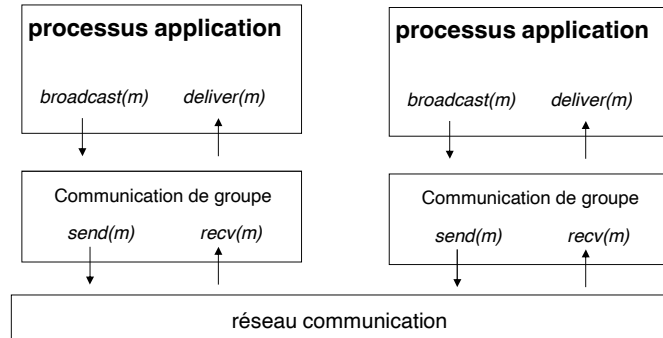 processus application
broadcast(m) deliver(m)
Communication de groupe
send(m) recv(m)
processus application
broadcast(m) deliver(m)
Communication de groupe
send(m) recv(m)
réseau communication